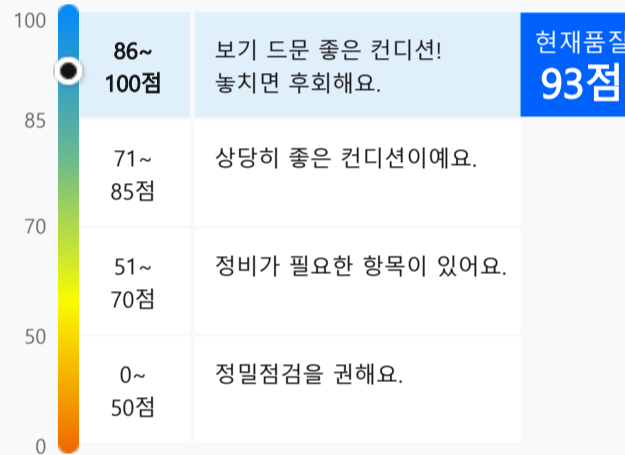 100
86~
100점
보기 드문 좋은 컨디션!
놓치면 후회해요.
현재품질
93점
85
71~
85점
상당히 좋은 컨디션이예요.
70
51~
70점
정비가 필요한 항목이 있어요.
50
0~
50점
정밀점검을 권해요.
0